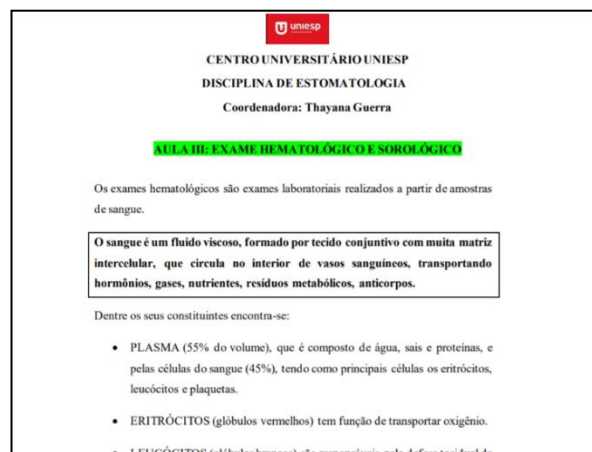 uniesp
CENTRO UNIVERSITÁRIO UNIESP
DISCIPLINA DE ESTOMATOLOGIA
Coordenadora: Thayana Guerra
AULA III: EXAME HEMATOLÓGICO E SOROLÓGICO
Os exames hematológicos são exames laboratoriais realizados a partir de amostras
de sangue.
O sangue é um fluido viscoso, formado por tecido conjuntivo com muita matriz
intercelular, que circula no interior de vasos sanguíneos, transportando
hormônios, gases, nutrientes, resíduos metabólicos, anticorpos.
Dentre os seus constituintes encontra-se:
• PLASMA (55% do volume), que é composto de água, sais e proteínas, e
pelas células do sangue (45%), tendo como principais células os eritrócitos,
leucócitos e plaquetas.
• ERITRÓCITOS (glóbulos vermelhos) tem função de transportar oxigênio.